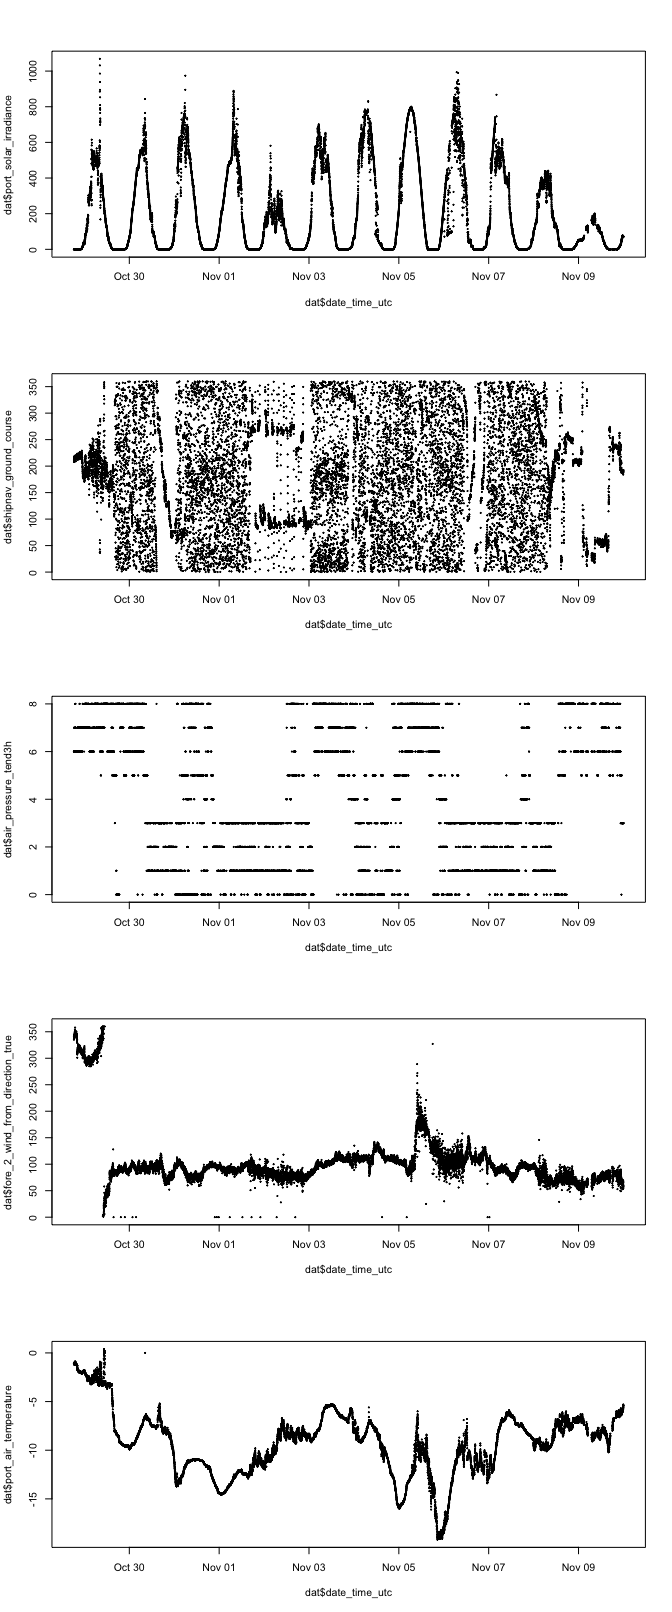 dat$port_solar_irradiance
0 200 400 600 800 1000
Oct 30 Nov 01 Nov 03 Nov 05 Nov 07 Nov 09
dat$date_time_utc
dat$shipnav_ground_course
0 50 100 150 200 250 300 350
Oct 30 Nov 01 Nov 03 Nov 05 Nov 07 Nov 09
dat$date_time_utc
dat$air_pressure_tend3h
0 2 4 6 8
Oct 30 Nov 01 Nov 03 Nov 05 Nov 07 Nov 09
dat$date_time_utc
dat$fore_2_wind_from_direction_true
0 50 100 150 200 250 300 350
Oct 30 Nov 01 Nov 03 Nov 05 Nov 07 Nov 09
dat$date_time_utc
dat$port_air_temperature
-15 -10 -5 0
Oct 30 Nov 01 Nov 03 Nov 05 Nov 07 Nov 09
dat$date_time_utc